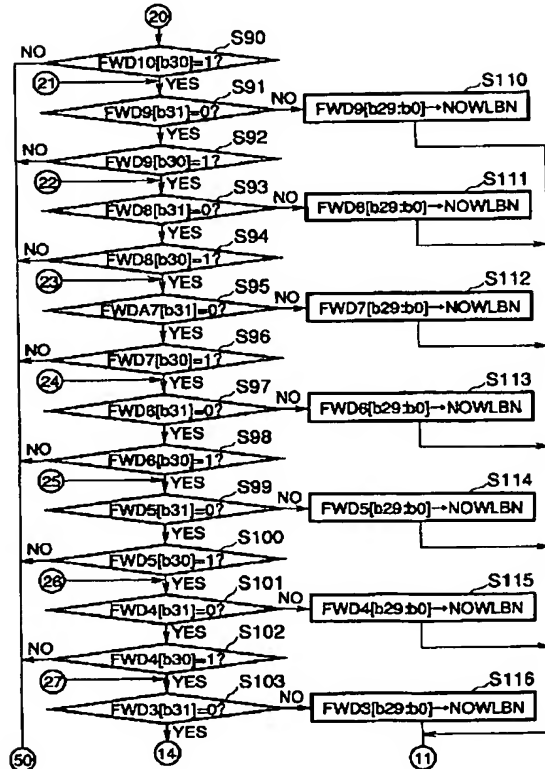 20
S90
NO
FWD10[b30]=1?
21
YES
S91
S110
FWD9[b31]=0?
NO
FWD9[b29:b0]→NOWLBN
YES
S92
NO
FWD9[b30]=1?
22
YES
S93
S111
FWD8[b31]=0?
NO
FWD8[b29:b0]→NOWLBN
YES
S94
NO
FWD8[b30]=1?
23
YES
S95
S112
FWDA7[b31]=0?
NO
FWD7[b29:b0]→NOWLBN
YES
S96
NO
FWD7[b30]=1?
24
YES
S97
S113
FWD6[b31]=0?
NO
FWD6[b29:b0]→NOWLBN
YES
S98
NO
FWD6[b30]=1?
25
YES
S99
S114
FWD5[b31]=0?
NO
FWD5[b29:b0]→NOWLBN
YES
S100
NO
FWD5[b30]=1?
26
YES
S101
S115
FWD4[b31]=0?
NO
FWD4[b29:b0]→NOWLBN
YES
S102
NO
FWD4[b30]=1?
27
YES
S103
S116
FWD3[b31]=0?
NO
FWD3[b29:b0]→NOWLBN
YES
50
14
11